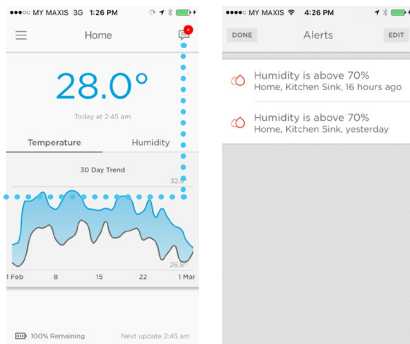 MY MAXIS 3G 1:26 PM
Home
28.0°
Today at 2:45 am
Temperature Humidity
30 Day Trend
32.0°
26.0°
1 Feb 8 15 22 1 Mar
100% Remaining Next update 2:45 am
MY MAXIS 4:26 PM
DONE Alerts EDIT
Humidity is above 70%
Home, Kitchen Sink, 16 hours ago
Humidity is above 70%
Home, Kitchen Sink, yesterday